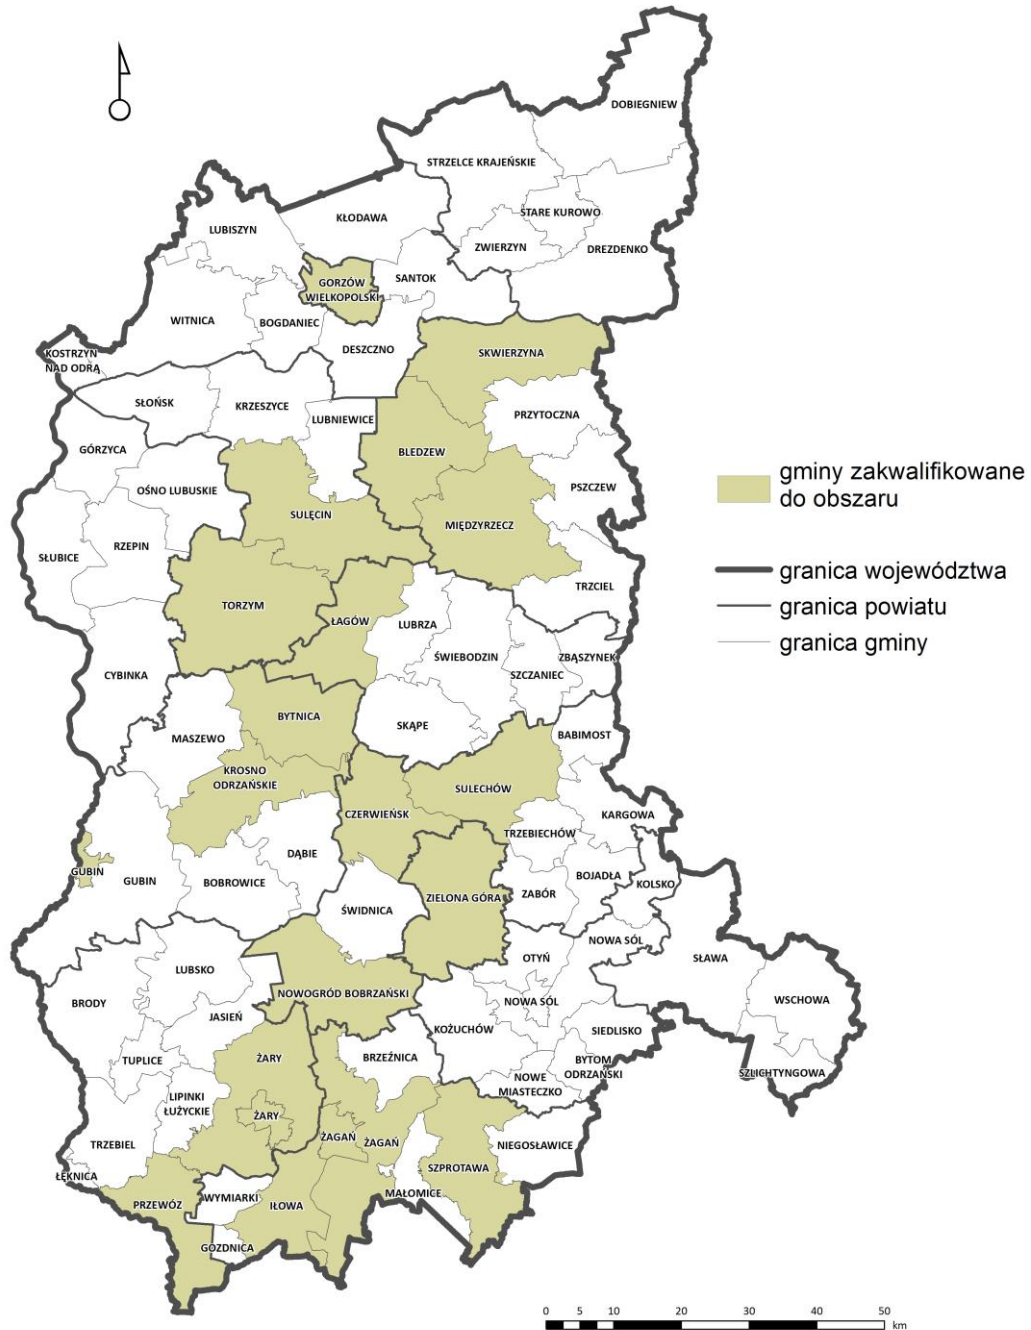 DOBIEGNIEW
STRZELCE KRAJEŃSKIE
STARE KUROWO
KŁODAWA
LUBISZYN
ZWIERZYN
DREZDENKO
SANTOK
GORZÓW
WIELKOPOLSKI
WITNICA
BOGDANIEC
DESZCZNO
SKWIERZYNA
KOSTRZYN
NAD ODRĄ
SŁOŃSK
KRZESZYCE
LUBNIEWICE
PRZYTOCZNA
GÓRZYCA
BLEDZEW
OŚNO LUBUSKIE
PSZCZEW
SULĘCIN
MIĘDZYRZECZ
SŁUBICE
RZEPIN
TRZCIEL
TORZYM
ŁAGÓW
LUBRZA
ŚWIEBODZIN
ZBĄSZYNEK
SZCZANIEC
CYBINKA
BYTNICA
SKĄPE
MASZEWO
BABIMOST
KROSNO
ODRZAŃSKIE
SULECHÓW
CZERWIEŃSK
KARGOWA
TRZEBIECHÓW
DĄBIE
GUBIN
GUBIN
BOBROWICE
BOJADŁA
KOLSKO
ZIELONA GÓRA
ZABÓR
ŚWIDNICA
NOWA SÓL
OTYŃ
SŁAWA
LUBSKO
NOWOGRÓD BOBRZAŃSKI
BRODY
NOWA SÓL
WSCHOWA
JASIEŃ
KOŻUCHÓW
SIEDLISKO
TUPLICE
ŻARY
BRZEŹNICA
BYTOM
ODRZAŃSKI
NOWE
MIASTECZKO
SZLICHTYNGOWA
LIPINKI
ŁUŻYCKIE
ŻARY
ŻAGAŃ
ŻAGAŃ
TRZEBIEL
NIEGOSŁAWICE
SZPROTAWA
ŁĘKNICA
MAŁOMICE
PRZEWÓZ
WYMIARKI
IŁOWA
GOZDNICA
gminy zakwalifikowane
do obszaru
granica województwa
granica powiatu
granica gminy
0 5 10 20 30 40 50
km